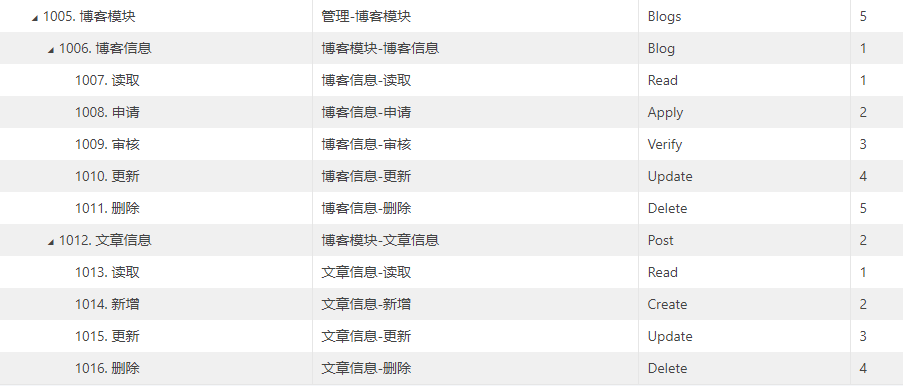 1005. 博客模块 管理-博客模块 Blogs 5
1006. 博客信息 博客模块-博客信息 Blog 1
1007. 读取 博客信息-读取 Read 1
1008. 申请 博客信息-申请 Apply 2
1009. 审核 博客信息-审核 Verify 3
1010. 更新 博客信息-更新 Update 4
1011. 删除 博客信息-删除 Delete 5
1012. 文章信息 博客模块-文章信息 Post 2
1013. 读取 文章信息-读取 Read 1
1014. 新增 文章信息-新增 Create 2
1015. 更新 文章信息-更新 Update 3
1016. 删除 文章信息-删除 Delete 4